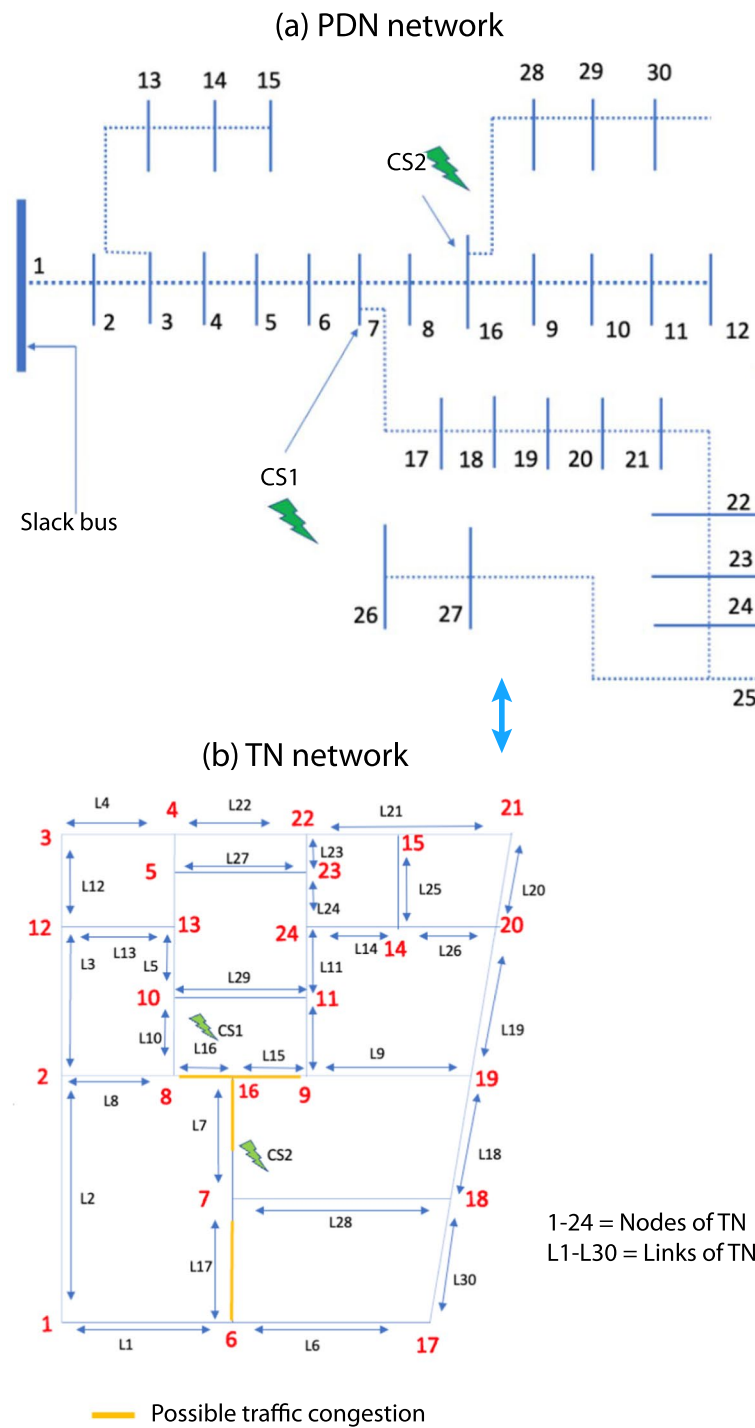 (a) PDN network
13 14 15 28 29 30
CS2
1
2 3 4 5 6 7 8 16 9 10 11 12
17 18 19 20 21
CS1
Slack bus
22
23
24
26 27
25
(b) TN network
L4 4 L22 22 L21 21
3 L23 15
L27
L12 5 23 L25 L20
L24
12 13 24 20
L13 L14 14 L26
L3 L5 L11
L29
10 11
CS1 L19
L10 L16 L15 L9
2 19
L8 8 16 9
L7
CS2 L18
L2 7 18
L28
1-24 = Nodes of TN
L1-L30 = Links of TN
L17 L30
1 6 17
L1 L6
Possible traffic congestion